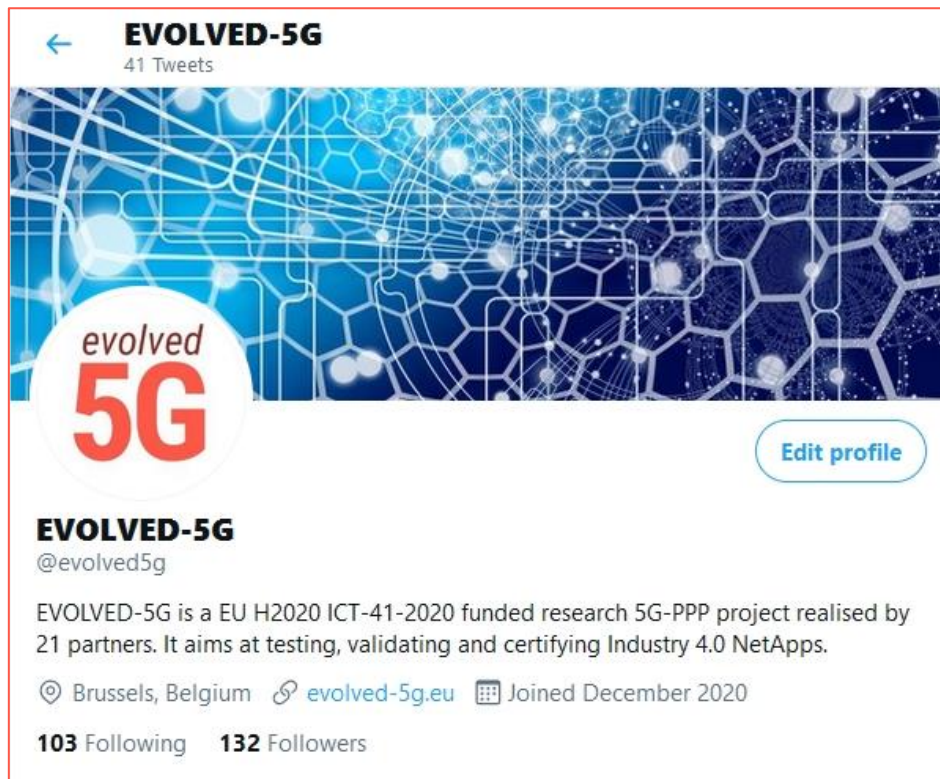 EVOLVED-5G
41 Tweets
evolved
5G
Edit profile
EVOLVED-5G
@evolved5g
EVOLVED-5G is a EU H2020 ICT-41-2020 funded research 5G-PPP project realised by
21 partners. It aims at testing, validating and certifying Industry 4.0 NetApps.
Brussels, Belgium evolved-5g.eu Joined December 2020
103 Following 132 Followers